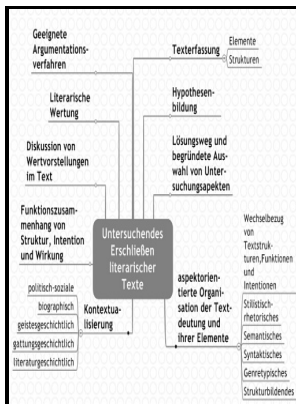 Geeignete
Argumentations-
verfahren
Literarische
Wertung
Diskussion von
Wertvorstellungen
im Text
Funktionszusam-
menhang von
Struktur, Intention
und Wirkung
politisch-soziale
biographisch
geistesgeschichtlich
gattungsgeschichtlich
literaturgeschichtlich
Kontextua-
lisierung
Untersuchendes
Erschließen
literarischer
Texte
Texterfassung
Elemente
Strukturen
Hypothesen-
bildung
Lösungsweg und
begründete Aus-
wahl von Unter-
suchungsapekten
aspektorien-
tierte Organi-
sation der Text-
deutung und
ihrer Elemente
Wechselbezug
von
Textstruk-
turen,Funktionen
und
Intentionen
Stilistisch-
rhetorisches
Semantisches
Syntaktisches
Genretypisches
Strukturbildendes